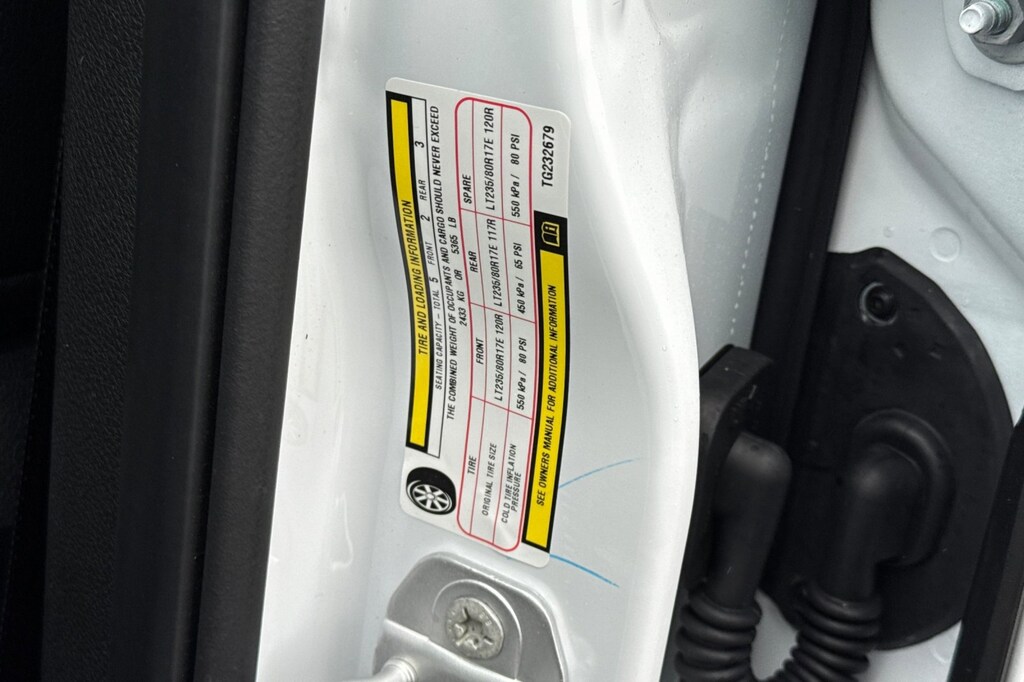 TIRE AND LOADING INFORMATION
SEATING CAPACITY – TOTAL 5 FRONT 2 REAR 3
THE COMBINED WEIGHT OF OCCUPANTS AND CARGO SHOULD NEVER EXCEED
2433 KG OR 5365 LB
TIRE FRONT REAR SPARE
ORIGINAL TIRE SIZE LT235/80R17E 120R LT235/80R17E 117R LT235/80R17E 120R
COLD TIRE INFLATION PRESSURE 550 kPa / 80 PSI 450 kPa / 65 PSI 550 kPa / 80 PSI
SEE OWNERS MANUAL FOR ADDITIONAL INFORMATION
TG232679